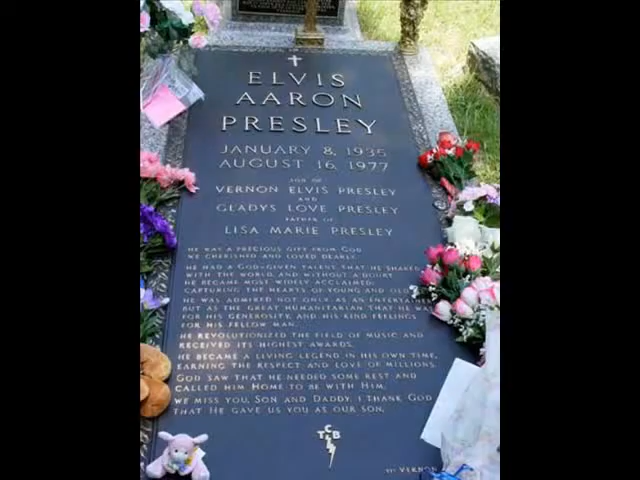 ELVIS
AARON
PRESLEY
JANUARY 8, 1935
AUGUST 16, 1977
SON OF
VERNON ELVIS PRESLEY
AND
GLADYS LOVE PRESLEY
FATHER OF
LISA MARIE PRESLEY
HE WAS A PRECIOUS GIFT FROM GOD
WE CHERISHED AND LOVED DEARLY.
HE HAD A GOD-GIVEN TALENT THAT HE SHARED
WITH THE WORLD. AND WITHOUT A DOUBT
HE BECAME MOST WIDELY ACCLAIMED;
CAPTURING THE HEARTS OF YOUNG AND OLD
HE WAS ADMIRED NOT ONLY AS AN ENTERTAINER
BUT AS THE GREAT HUMANITARIAN THAT HE WAS
FOR HIS GENEROSITY, AND HIS KIND FEELINGS
FOR HIS FELLOW MAN.
HE REVOLUTIONIZED THE FIELD OF MUSIC AND
RECEIVED ITS HIGHEST AWARDS.
HE BECAME A LIVING LEGEND IN HIS OWN TIME,
EARNING THE RESPECT AND LOVE OF MILLIONS.
GOD SAW THAT HE NEEDED SOME REST AND
CALLED HIM HOME TO BE WITH HIM.
WE MISS YOU, SON AND DADDY. I THANK GOD
THAT HE GAVE US YOU AS OUR SON.
TCB
BY: VERNON